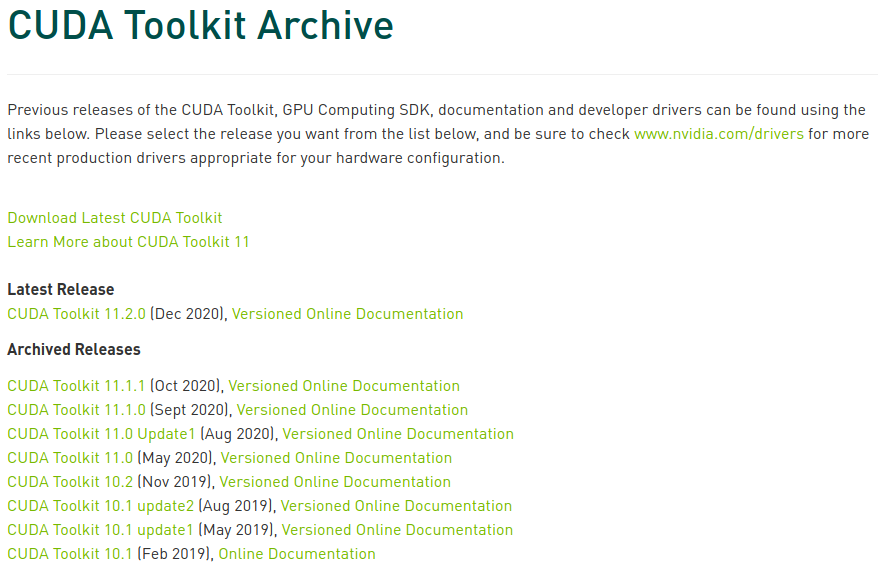 CUDA Toolkit Archive
Previous releases of the CUDA Toolkit, GPU Computing SDK, documentation and developer drivers can be found using the
links below. Please select the release you want from the list below, and be sure to check www.nvidia.com/drivers for more
recent production drivers appropriate for your hardware configuration.
Download Latest CUDA Toolkit
Learn More about CUDA Toolkit 11
Latest Release
CUDA Toolkit 11.2.0 (Dec 2020), Versioned Online Documentation
Archived Releases
CUDA Toolkit 11.1.1 (Oct 2020), Versioned Online Documentation
CUDA Toolkit 11.1.0 (Sept 2020), Versioned Online Documentation
CUDA Toolkit 11.0 Update1 (Aug 2020), Versioned Online Documentation
CUDA Toolkit 11.0 (May 2020), Versioned Online Documentation
CUDA Toolkit 10.2 (Nov 2019), Versioned Online Documentation
CUDA Toolkit 10.1 update2 (Aug 2019), Versioned Online Documentation
CUDA Toolkit 10.1 update1 (May 2019), Versioned Online Documentation
CUDA Toolkit 10.1 (Feb 2019), Online Documentation